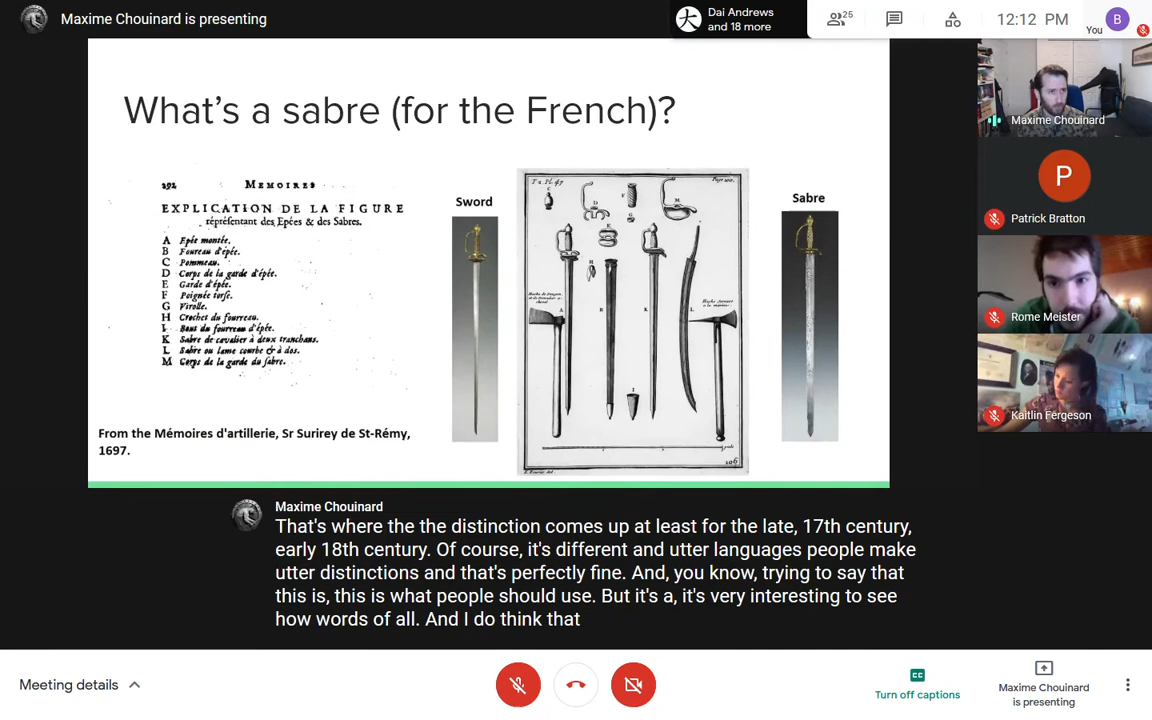 Maxime Chouinard is presenting
Dai Andrews
and 18 more
25
12:12 PM
You
B
What's a sabre (for the French)?
292 MEMOIRES
EXPLICATION DE LA FIGURE
répréſentant des Epées & des Sabres.
A Epée montée.
B Foureau d'épée.
C Pommeau.
D Corps de la garde d'épée.
E Garde d'épée.
F Poignée torſe.
G Virolle.
H Crochet du fourreau.
I Bout du fourreau d'épée.
K Sabre de cavalier à deux tranchans.
L Sabre ou lame courbe & à dos.
M Corps de la garde du ſabre.
From the Mémoires d'artillerie, Sr Surirey de St-Rémy,
1697.
Sword
Sabre
106
Maxime Chouinard
P
Patrick Bratton
Rome Meister
Kaitlin Fergeson
Maxime Chouinard
That's where the the distinction comes up at least for the late, 17th century,
early 18th century. Of course, it's different and utter languages people make
utter distinctions and that's perfectly fine. And, you know, trying to say that
this is, this is what people should use. But it's a, it's very interesting to see
how words of all. And I do think that
Meeting details
CC
Turn off captions
Maxime Chouinard
is presenting